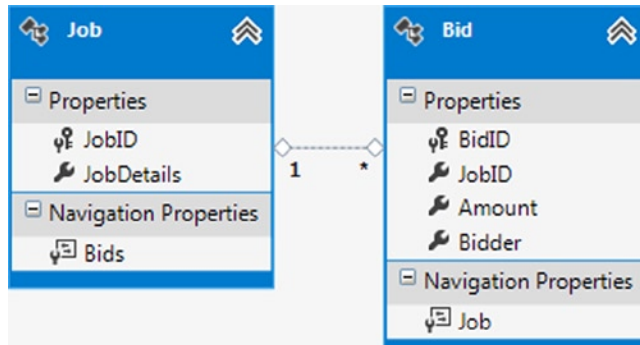 Job
Properties
JobID
JobDetails
Navigation Properties
Bids
1 *
Bid
Properties
BidID
JobID
Amount
Bidder
Navigation Properties
Job